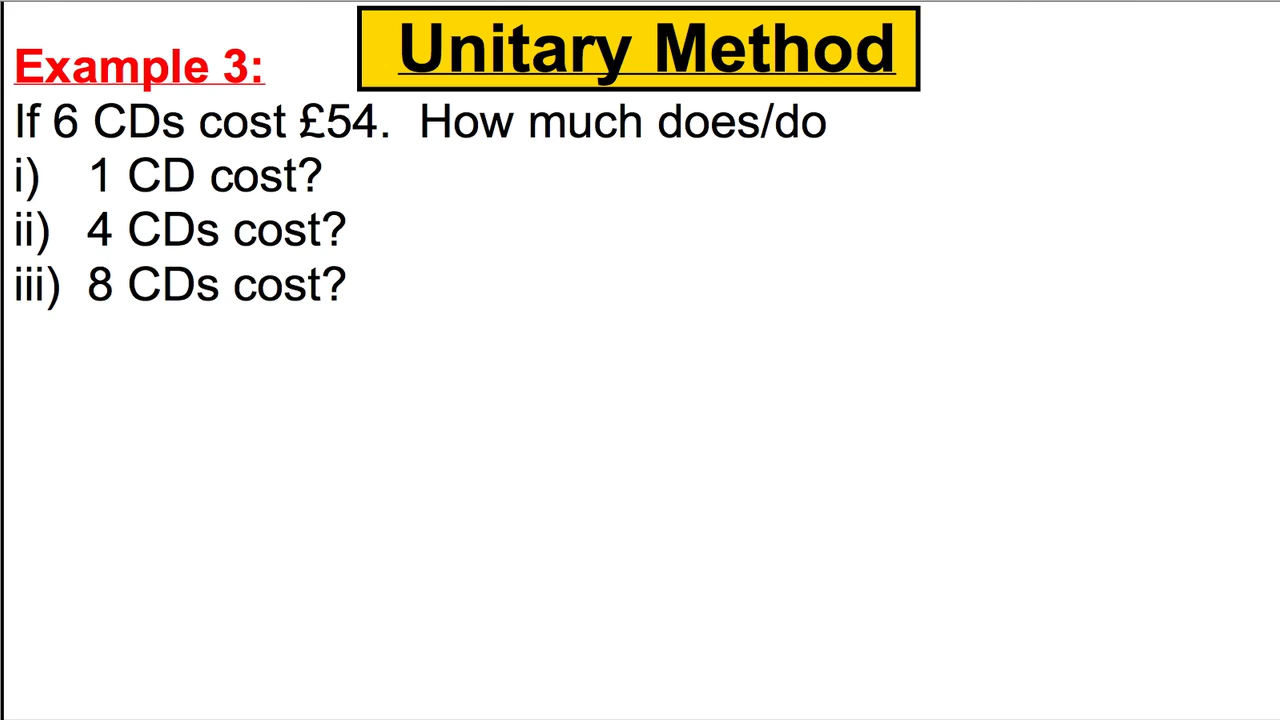 Unitary Method
Example 3:
If 6 CDs cost £54.  How much does/do
i) 1 CD cost?
ii) 4 CDs cost?
iii) 8 CDs cost?